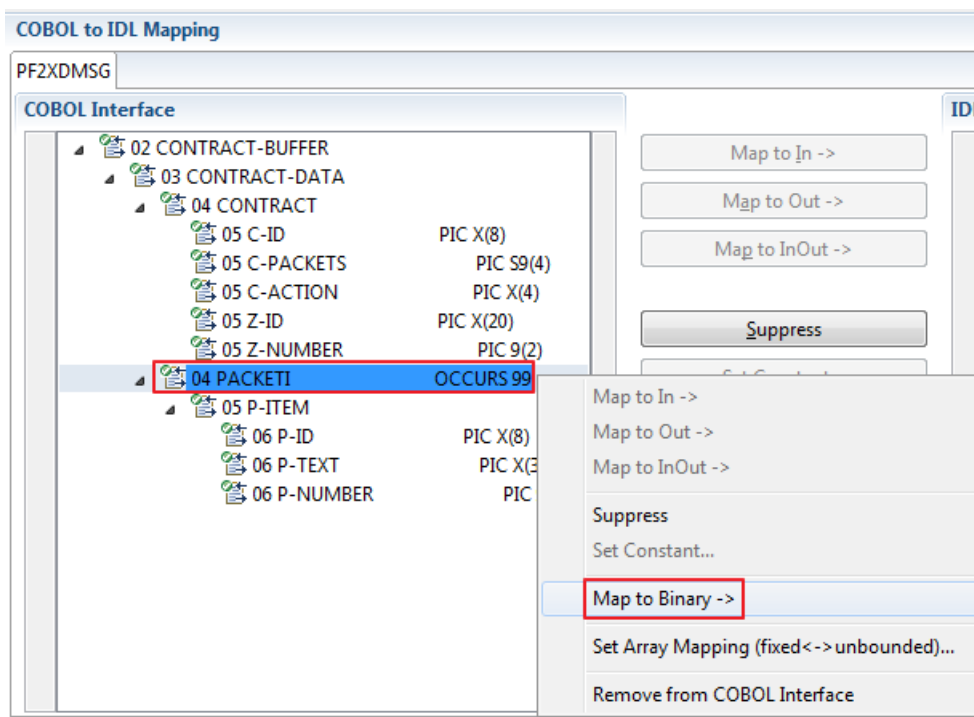 COBOL to IDL Mapping
PF2XDMSG
COBOL Interface
02 CONTRACT-BUFFER
03 CONTRACT-DATA
04 CONTRACT
05 C-ID PIC X(8)
05 C-PACKETS PIC S9(4)
05 C-ACTION PIC X(4)
05 Z-ID PIC X(20)
05 Z-NUMBER PIC 9(2)
04 PACKETI OCCURS 99
05 P-ITEM
06 P-ID PIC X(8)
06 P-TEXT PIC X(3
06 P-NUMBER PIC
Map to In ->
Map to Out ->
Map to InOut ->
Suppress
Map to In ->
Map to Out ->
Map to InOut ->
Suppress
Set Constant...
Map to Binary ->
Set Array Mapping (fixed<->unbounded)...
Remove from COBOL Interface